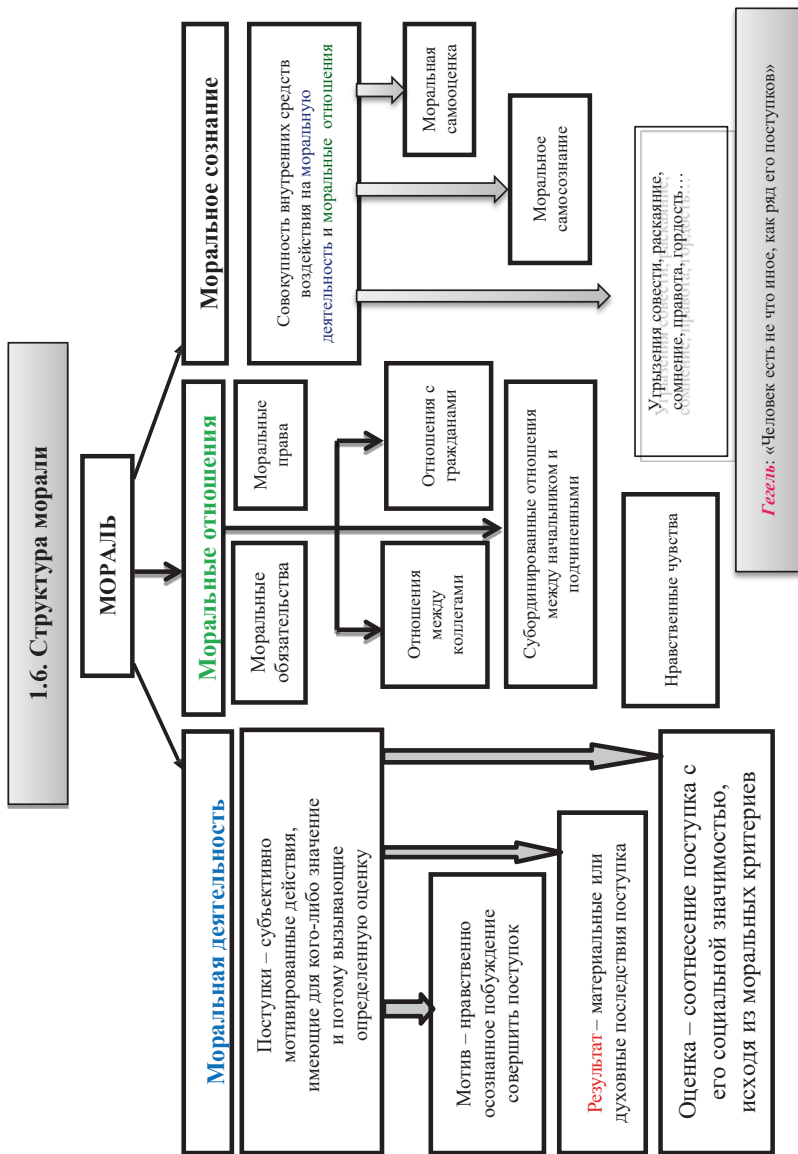 1.6. Структура морали
МОРАЛЬ
Моральная деятельность
Поступки – субъективно
мотивированные действия,
имеющие для кого-либо значение
и потому вызывающие
определенную оценку
Мотив – нравственно
осознанное побуждение
совершить поступок
Результат – материальные или
духовные последствия поступка
Оценка – соотнесение поступка с
его социальной значимостью,
исходя из моральных критериев
Моральные отношения
Моральные
обязательства
Моральные
права
Отношения
между
коллегами
Отношения с
гражданами
Субординированные отношения
между начальником и
подчиненными
Нравственные чувства
Моральное сознание
Совокупность внутренних средств
воздействия на моральную
деятельность и моральные отношения
Моральная
самооценка
Моральное
самосознание
Угрызения совести, раскаяние,
сомнение, правота, гордость…
Гегель: «Человек есть не что иное, как ряд его поступков»